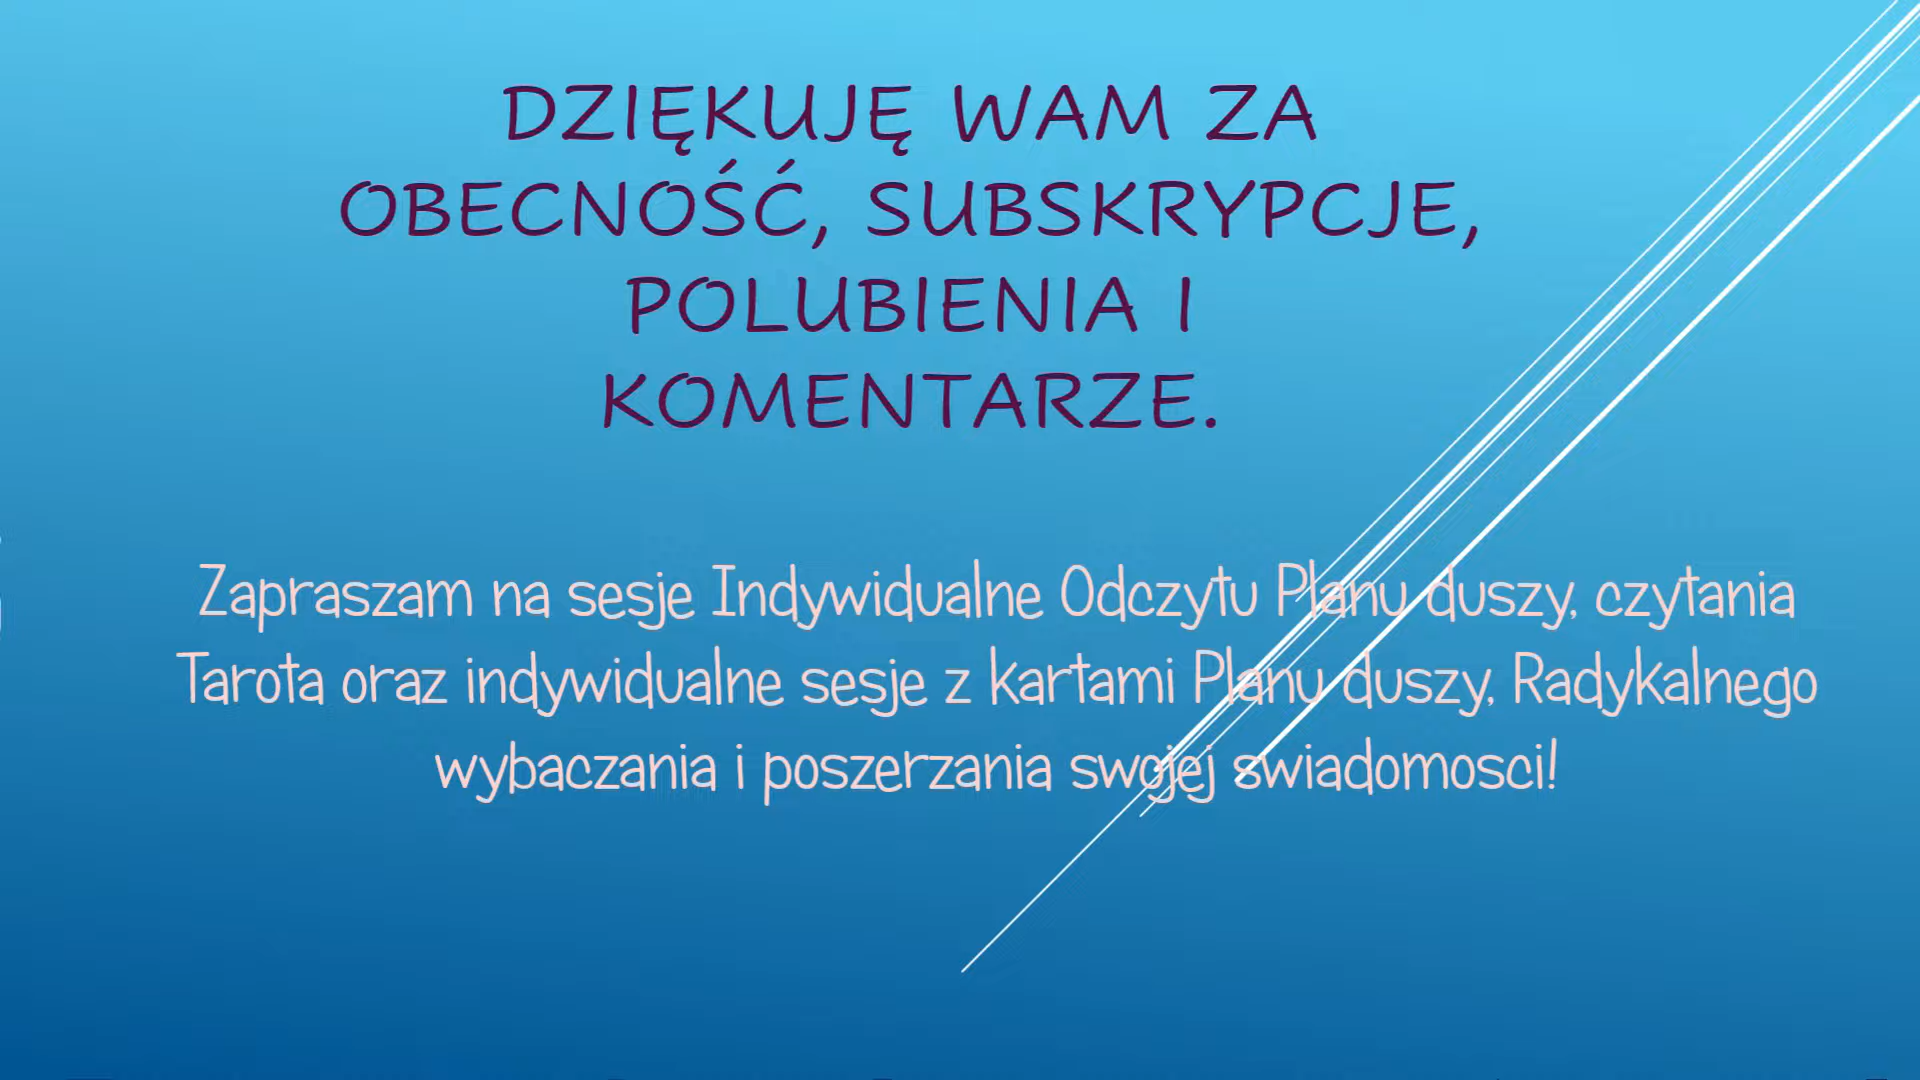 DZIĘKUJĘ WAM ZA
OBECNOŚĆ, SUBSKRYPCJE,
POLUBIENIA I
KOMENTARZE.
Zapraszam na sesje Indywidualne Odczytu Planu duszy, czytania
Tarota oraz indywidualne sesje z kartami Planu duszy, Radykalnego
wybaczania i poszerzania swojej swiadomosci!